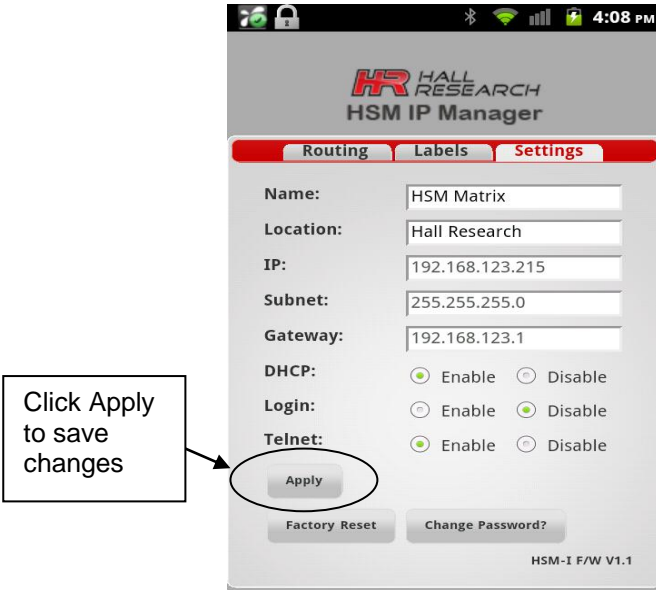 4:08 PM
HR HALL
RESEARCH
HSM IP Manager
Routing Labels Settings
Name: HSM Matrix
Location: Hall Research
IP: 192.168.123.215
Subnet: 255.255.255.0
Gateway: 192.168.123.1
DHCP: Enable Disable
Login: Enable Disable
Telnet: Enable Disable
Click Apply
to save
changes
Apply
Factory Reset Change Password?
HSM-I F/W V1.1